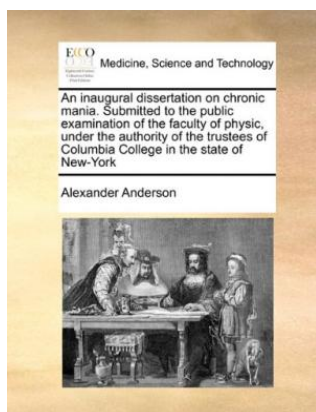 ECCO
Medicine, Science and Technology
An inaugural dissertation on chronic
mania. Submitted to the public
examination of the faculty of physic,
under the authority of the trustees of
Columbia College in the state of
New-York
Alexander Anderson